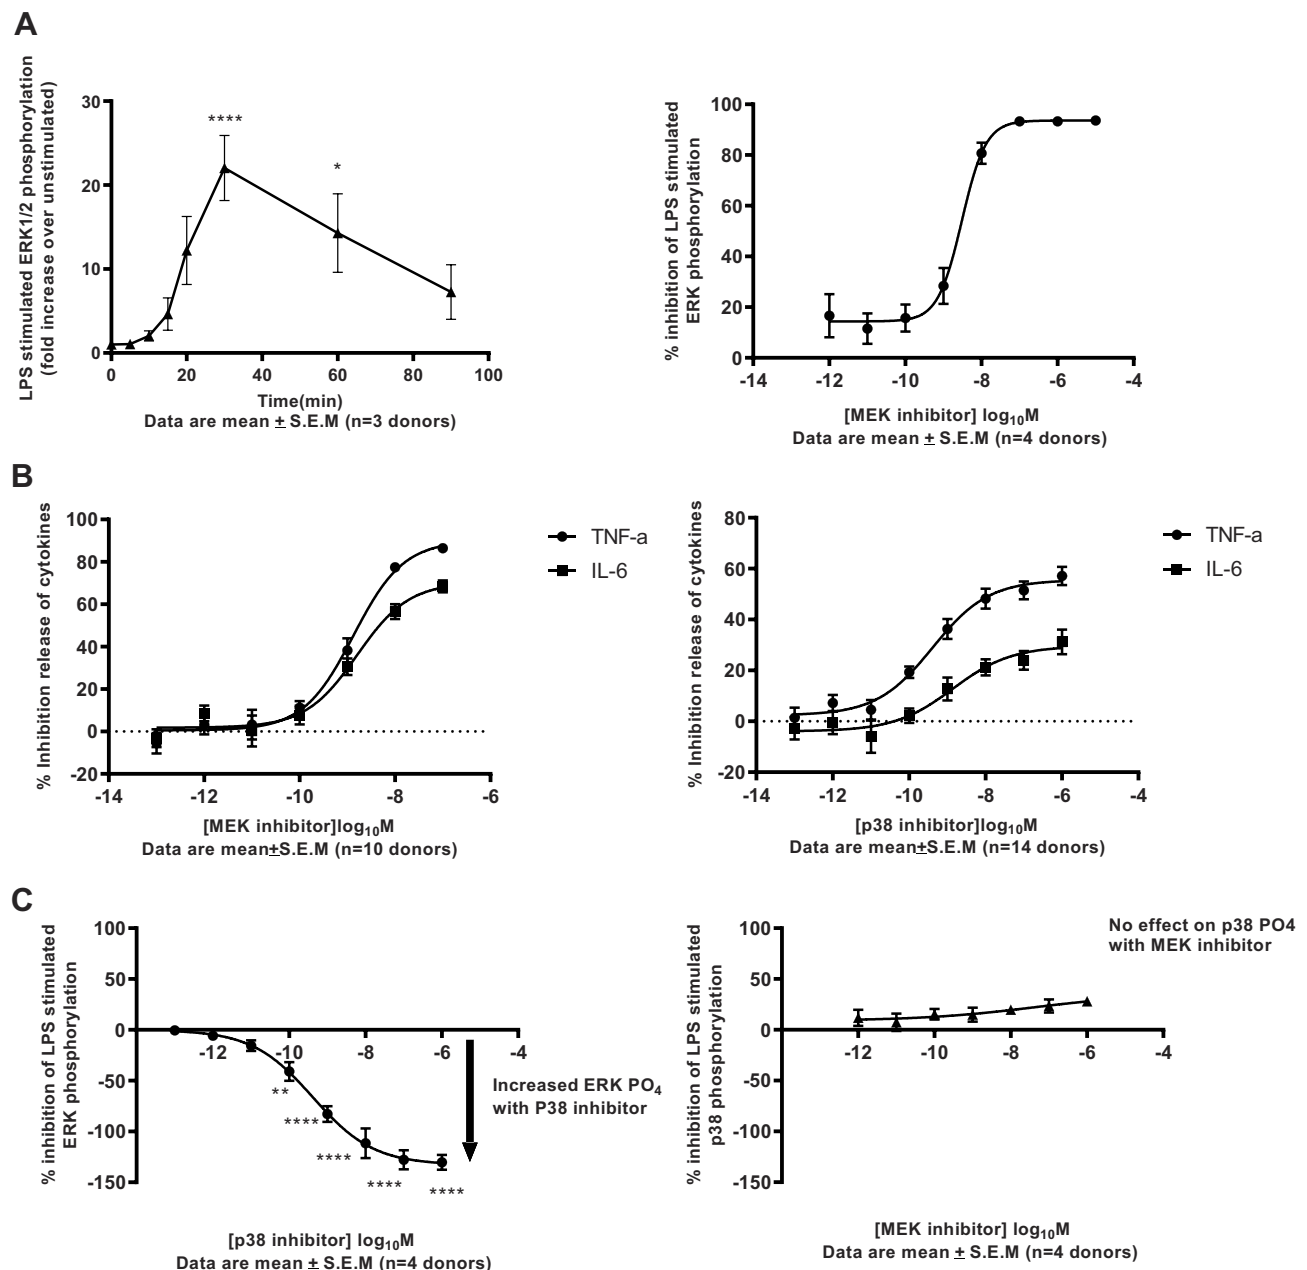 A
LPS stimulated ERK1/2 phosphorylation
(fold increase over unstimulated)
30
20
10
0
****
*
0 20 40 60 80 100
Time(min)
Data are mean ± S.E.M (n=3 donors)
% inhibition of LPS stimulated
ERK phosphorylation
100
80
60
40
20
0
-14 -12 -10 -8 -6 -4
[MEK inhibitor] log10M
Data are mean ± S.E.M (n=4 donors)
B
% Inhibition release of cytokines
100
80
60
40
20
0
-20
-14 -12 -10 -8 -6
TNF-a
IL-6
[MEK inhibitor]log10M
Data are mean±S.E.M (n=10 donors)
% Inhibition release of cytokines
80
60
40
20
0
-20
-14 -12 -10 -8 -6 -4
TNF-a
IL-6
[p38 inhibitor]log10M
Data are mean±S.E.M (n=14 donors)
C
% inhibition of LPS stimulated
ERK phosphorylation
100
50
0
-50
-100
-150
-12 -10 -8 -6 -4
**
****
****
****
****
Increased ERK PO4
with P38 inhibitor
[p38 inhibitor] log10M
Data are mean ± S.E.M (n=4 donors)
% inhibition of LPS stimulated
p38 phosphorylation
100
50
0
-50
-100
-150
-12 -10 -8 -6 -4
No effect on p38 PO4
with MEK inhibitor
[MEK inhibitor] log10M
Data are mean ± S.E.M (n=4 donors)